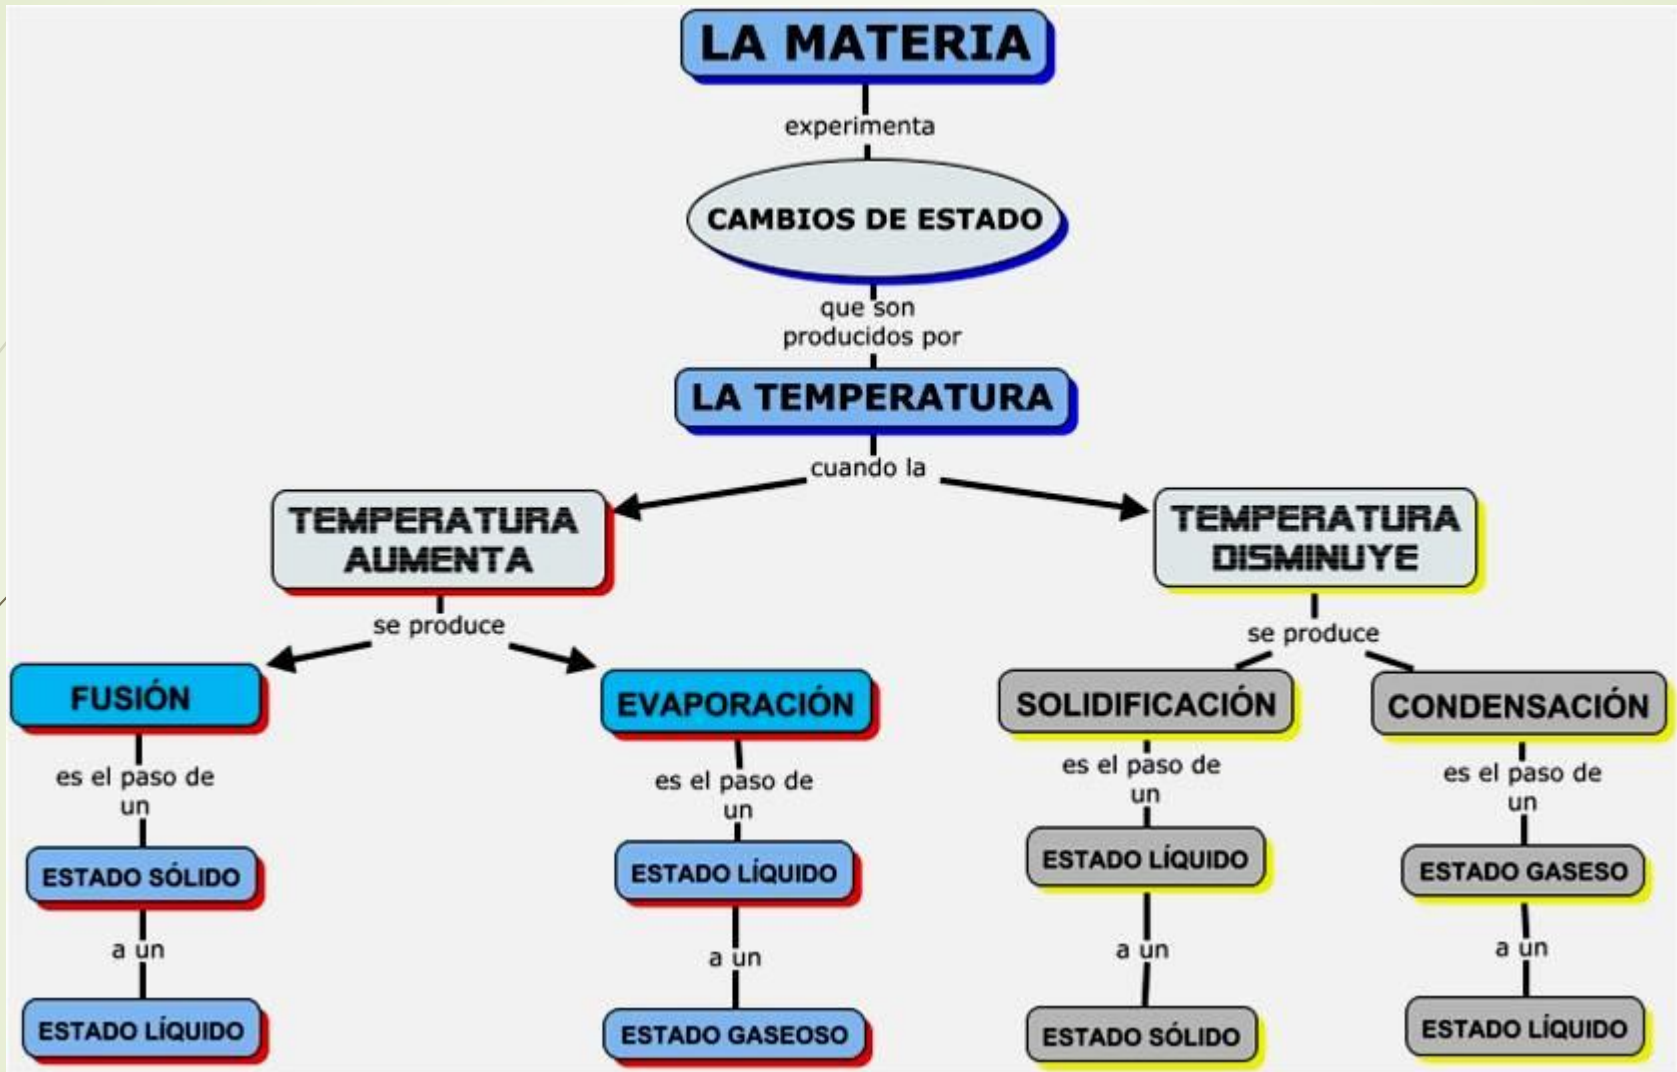 LA MATERIA
experimenta
CAMBIOS DE ESTADO
que son
producidos por
LA TEMPERATURA
cuando la
TEMPERATURA
AUMENTA
se produce
FUSIÓN
es el paso de
un
ESTADO SÓLIDO
a un
ESTADO LÍQUIDO
EVAPORACIÓN
es el paso de
un
ESTADO LÍQUIDO
a un
ESTADO GASEOSO
TEMPERATURA
DISMINUYE
se produce
SOLIDIFICACIÓN
es el paso de
un
ESTADO LÍQUIDO
a un
ESTADO SÓLIDO
CONDENSACIÓN
es el paso de
un
ESTADO GASESO
a un
ESTADO LÍQUIDO